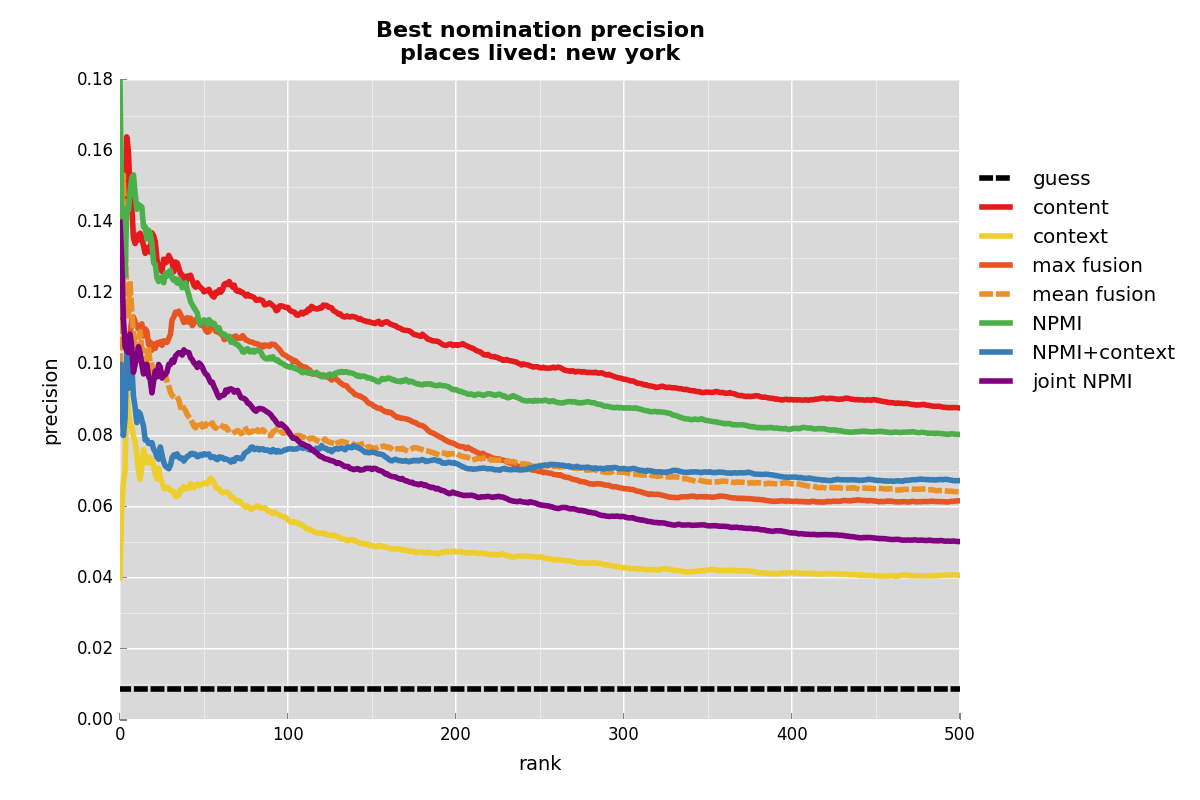 Best nomination precision
places lived: new york
0.18
0.16
0.14
0.12
0.10
0.08
0.06
0.04
0.02
0.00
precision
0 100 200 300 400 500
rank
guess
content
context
max fusion
mean fusion
NPMI
NPMI+context
joint NPMI